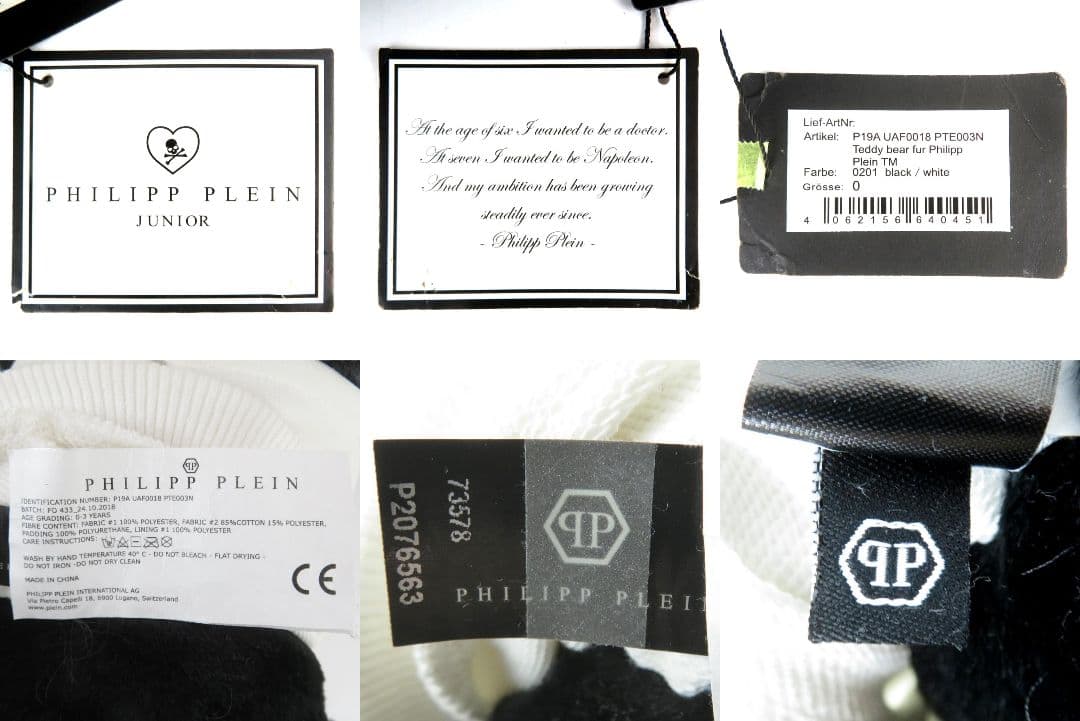 PHILIPP PLEIN
JUNIOR
At the age of six I wanted to be a doctor.
At seven I wanted to be Napoleon.
And my ambition has been growing
steadily ever since.
- Philipp Plein -
Lief-ArtNr:
Artikel: P19A UAF0018 PTE003N
Teddy bear fur Philipp
Plein TM
Farbe: 0201 black / white
Grösse: 0
4 062156 640451
PHILIPP PLEIN
IDENTIFICATION NUMBER: P19A UAF0018 PTE003N
BATCH: PO 433_24.10.2018
AGE GRADING: 0-3 YEARS
FIBRE CONTENT: FABRIC #1 100% POLYESTER, FABRIC #2 85%COTTON 15% POLYESTER,
PADDING 100% POLYURETHANE, LINING #1 100% POLYESTER
CARE INSTRUCTIONS:
WASH BY HAND TEMPERATURE 40° C - DO NOT BLEACH - FLAT DRYING -
DO NOT IRON -DO NOT DRY CLEAN
MADE IN CHINA
PHILIPP PLEIN INTERNATIONAL AG
Via Pietro Capelli 18, 6900 Lugano, Switzerland
www.plein.com
CE
73578
P2076563
PP
PHILIPP PLEI
PP